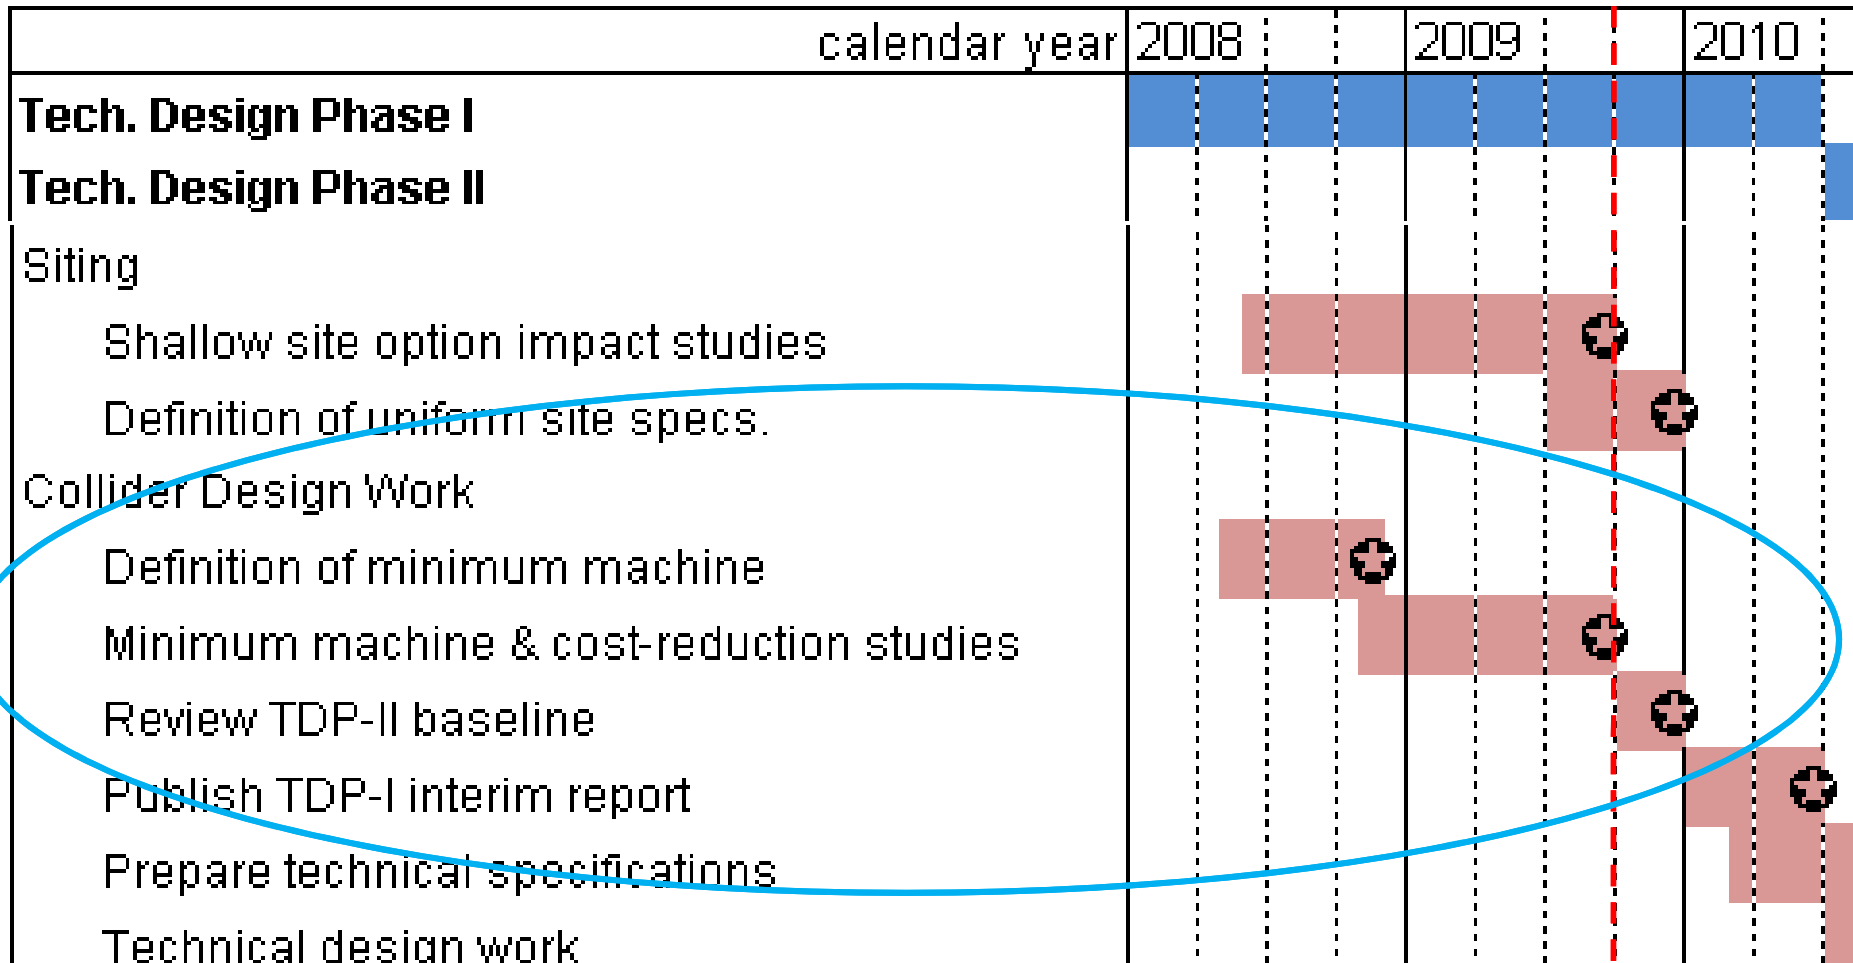 calendar year 2008 2009 2010
Tech. Design Phase I
Tech. Design Phase II
Siting
Shallow site option impact studies
Definition of uniform site specs.
Collider Design Work
Definition of minimum machine
Minimum machine & cost-reduction studies
Review TDP-II baseline
Publish TDP-I interim report
Prepare technical specifications
Technical design work